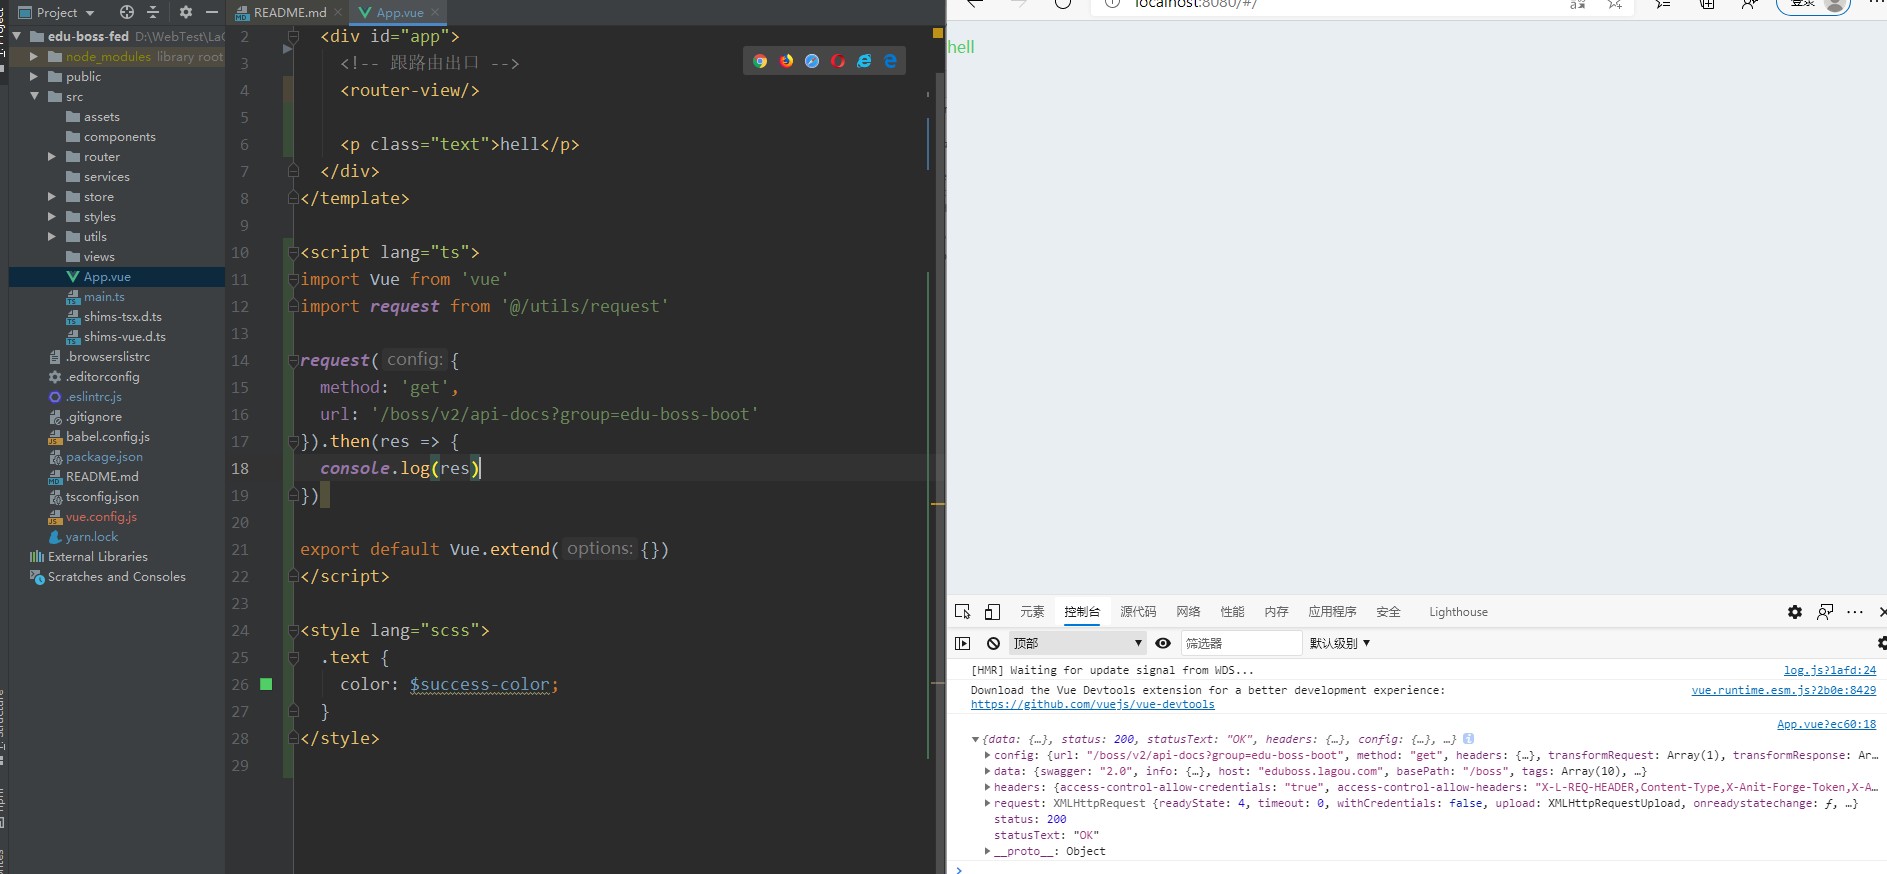 Project
README.md
App.vue
edu-boss-fed D:\WebTest\LaG
node_modules library root
public
src
assets
components
router
services
store
styles
utils
views
App.vue
main.ts
shims-tsx.d.ts
shims-vue.d.ts
.browserslistrc
.editorconfig
.eslintrc.js
.gitignore
babel.config.js
package.json
README.md
tsconfig.json
vue.config.js
yarn.lock
External Libraries
Scratches and Consoles
2 <div id="app">
3 <!-- 跟路由出口 -->
4 <router-view/>
5
6 <p class="text">hell</p>
7 </div>
8 </template>
9
10 <script lang="ts">
11 import Vue from 'vue'
12 import request from '@/utils/request'
13
14 request( config: {
15 method: 'get',
16 url: '/boss/v2/api-docs?group=edu-boss-boot'
17 }).then(res => {
18 console.log(res)
19 })
20
21 export default Vue.extend( options: {})
22 </script>
23
24 <style lang="scss">
25 .text {
26 color: $success-color;
27 }
28 </style>
29
localhost:8080/#/
登录
hell
元素 控制台 源代码 网络 性能 内存 应用程序 安全 Lighthouse
顶部 筛选器 默认级别
[HMR] Waiting for update signal from WDS... log.js?1afd:24
Download the Vue Devtools extension for a better development experience: vue.runtime.esm.js?2b0e:8429
https://github.com/vuejs/vue-devtools
App.vue?ec60:18
{data: {…}, status: 200, statusText: "OK", headers: {…}, config: {…}, …}
config: {url: "/boss/v2/api-docs?group=edu-boss-boot", method: "get", headers: {…}, transformRequest: Array(1), transformResponse: Ar…
data: {swagger: "2.0", info: {…}, host: "eduboss.lagou.com", basePath: "/boss", tags: Array(10), …}
headers: {access-control-allow-credentials: "true", access-control-allow-headers: "X-L-REQ-HEADER,Content-Type,X-Anit-Forge-Token,X-A…
request: XMLHttpRequest {readyState: 4, timeout: 0, withCredentials: false, upload: XMLHttpRequestUpload, onreadystatechange: ƒ, …}
status: 200
statusText: "OK"
__proto__: Object